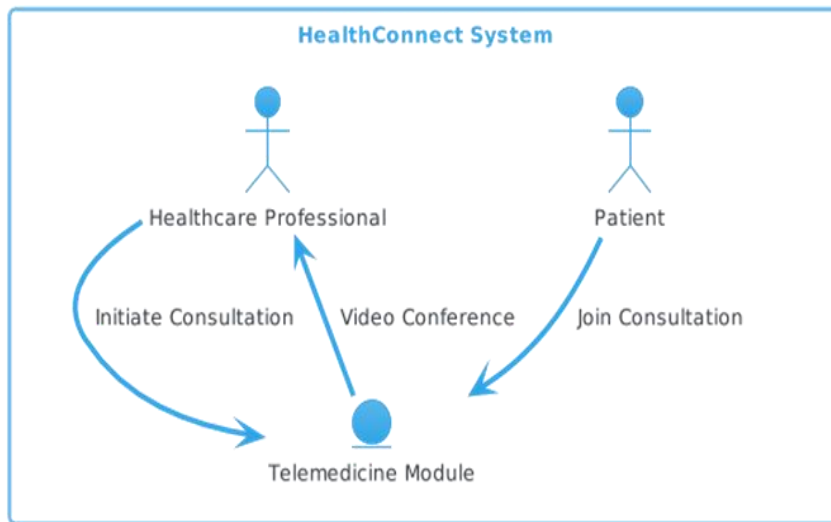 HealthConnect System
Healthcare Professional
Patient
Initiate Consultation
Video Conference
Join Consultation
Telemedicine Module